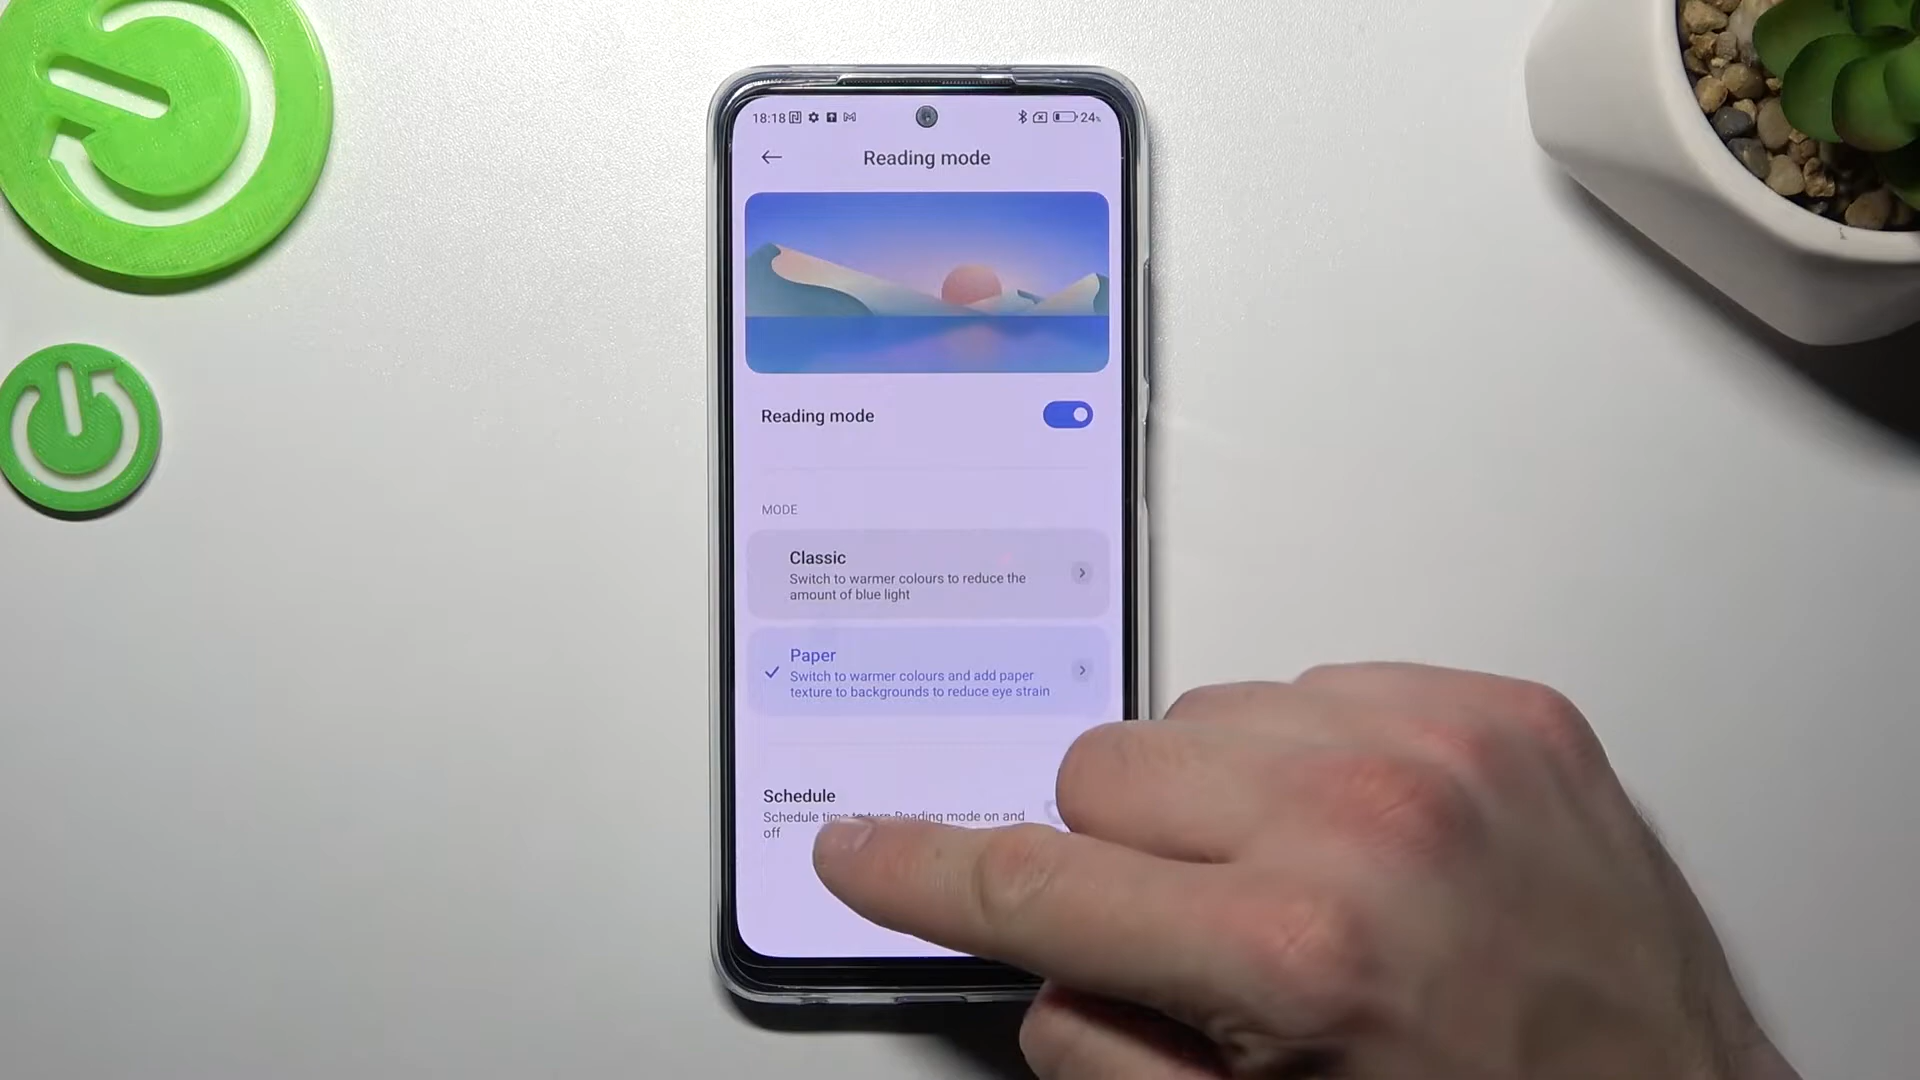 18:18 24%
Reading mode
Reading mode
MODE
Classic
Switch to warmer colours to reduce the
amount of blue light
Paper
Switch to warmer colours and add paper
texture to backgrounds to reduce eye strain
Schedule
Schedule time to turn Reading mode on and
off